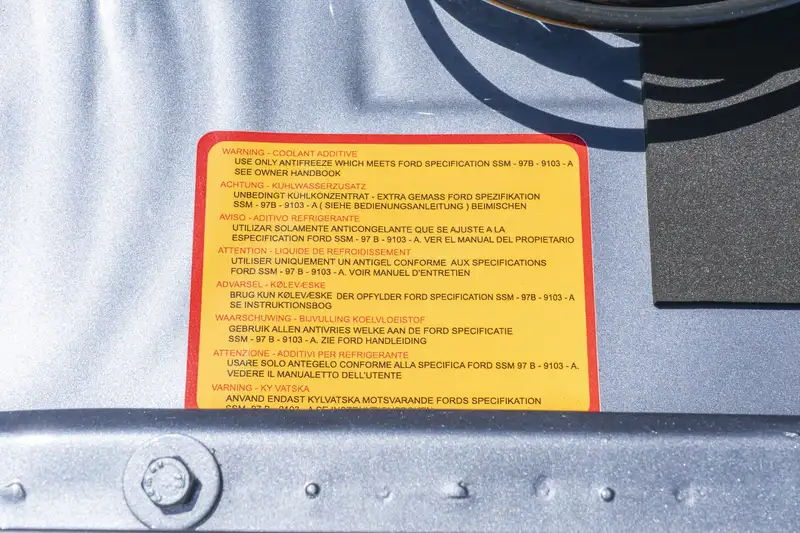 WARNING - COOLANT ADDITIVE
USE ONLY ANTIFREEZE WHICH MEETS FORD SPECIFICATION SSM - 97B - 9103 - A
SEE OWNER HANDBOOK
ACHTUNG - KUHLWASSERZUSATZ
UNBEDINGT KUHLKONZENTRAT - EXTRA GEMASS FORD SPEZIFIKATION
SSM - 97B - 9103 - A ( SIEHE BEDIENUNGSANLEITUNG ) BEIMISCHEN
AVISO - ADITIVO REFRIGERANTE
UTILIZAR SOLAMENTE ANTICONGELANTE QUE SE AJUSTE A LA
ESPECIFICATION FORD SSM - 97 B - 9103 - A. VER EL MANUAL DEL PROPIETARIO
ATTENTION - LIQUIDE DE REFROIDISSEMENT
UTILISER UNIQUEMENT UN ANTIGEL CONFORME AUX SPECIFICATIONS
FORD SSM - 97 B - 9103 - A. VOIR MANUEL D'ENTRETIEN
ADVARSEL - KØLEVÆSKE
BRUG KUN KØLEVÆSKE DER OPFYLDER FORD SPECIFICATION SSM - 97B - 9103 - A
SE INSTRUKTIONSBOG
WAARSCHUWING - BIJVULLING KOELVLOEISTOF
GEBRUIK ALLEN ANTIVRIES WELKE AAN DE FORD SPECIFICATIE
SSM - 97 B - 9103 - A. ZIE FORD HANDLEIDING
ATTENZIONE - ADDITIVI PER REFRIGERANTE
USARE SOLO ANTEGELO CONFORME ALLA SPECIFICA FORD SSM 97 B - 9103 - A.
VEDERE IL MANUALETTO DELL'UTENTE
VARNING - KY VATSKA
ANVAND ENDAST KYLVATSKA MOTSVARANDE FORDS SPECIFIKATION
SSM - 97 B - 9103 - A